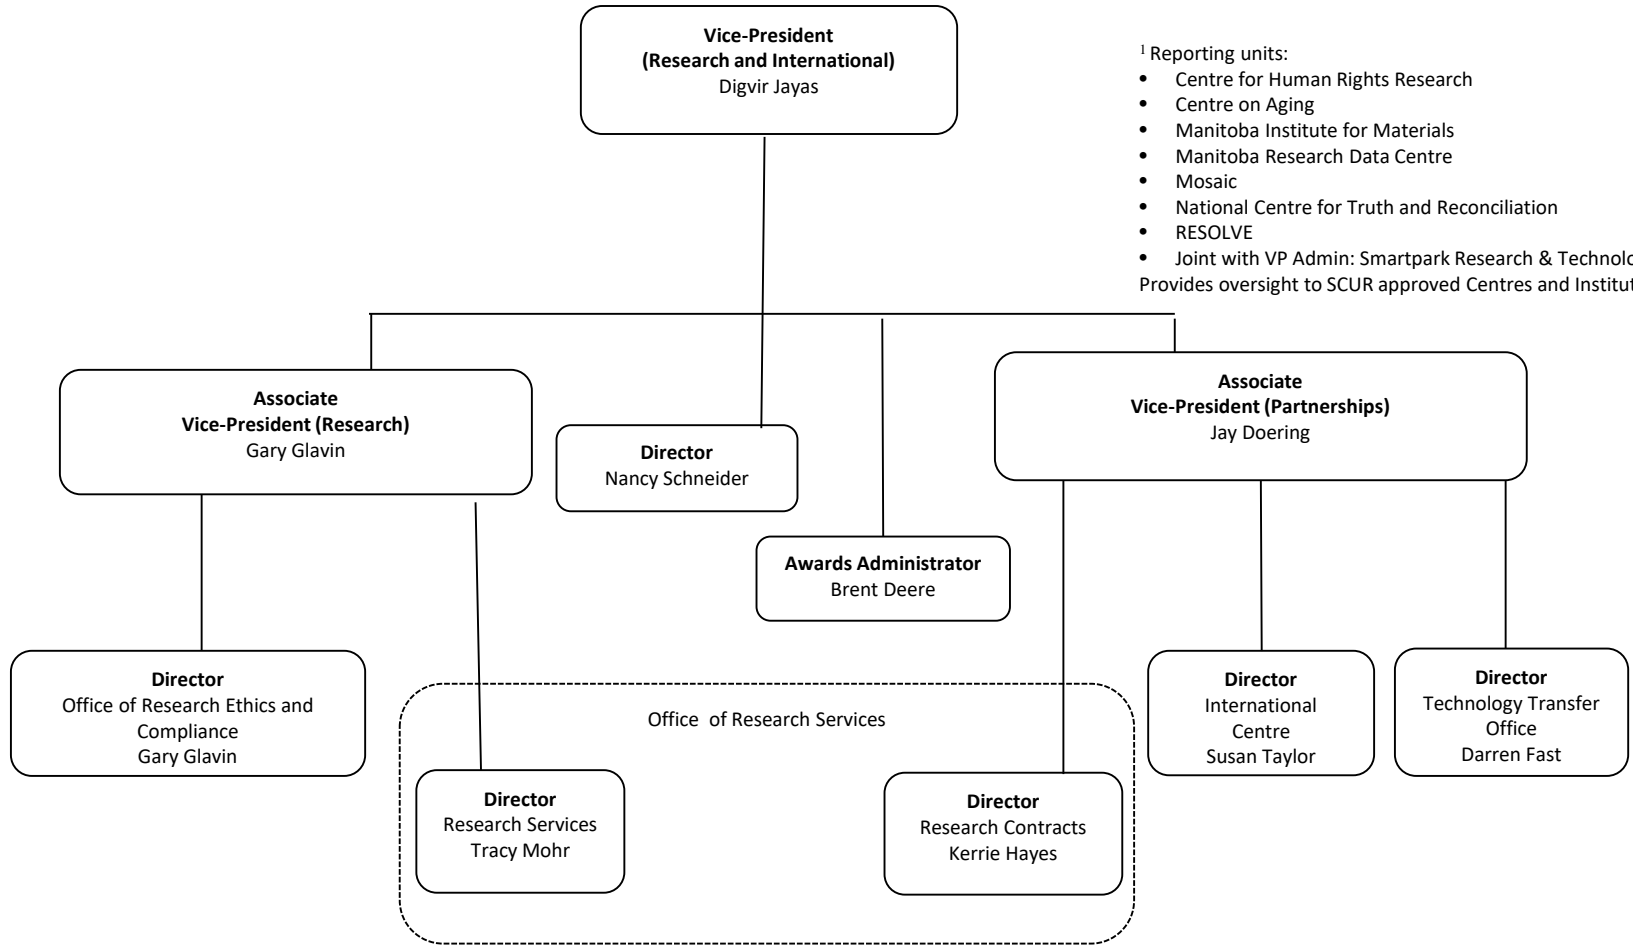 Vice-President
(Research and International)
Digvir Jayas
1 Reporting units:
• Centre for Human Rights Research
• Centre on Aging
• Manitoba Institute for Materials
• Manitoba Research Data Centre
• Mosaic
• National Centre for Truth and Reconciliation
• RESOLVE
• Joint with VP Admin: Smartpark Research &
Provides oversight to SCUR approved Centres and
Associate
Vice-President (Research)
Gary Glavin
Director
Nancy Schneider
Associate
Vice-President (Partnerships)
Jay Doering
Awards Administrator
Brent Deere
Director
Office of Research Ethics and
Compliance
Gary Glavin
Office of Research Services
Director
Research Services
Tracy Mohr
Director
Research Contracts
Kerrie Hayes
Director
International
Centre
Susan Taylor
Director
Technology Transfer
Office
Darren Fast